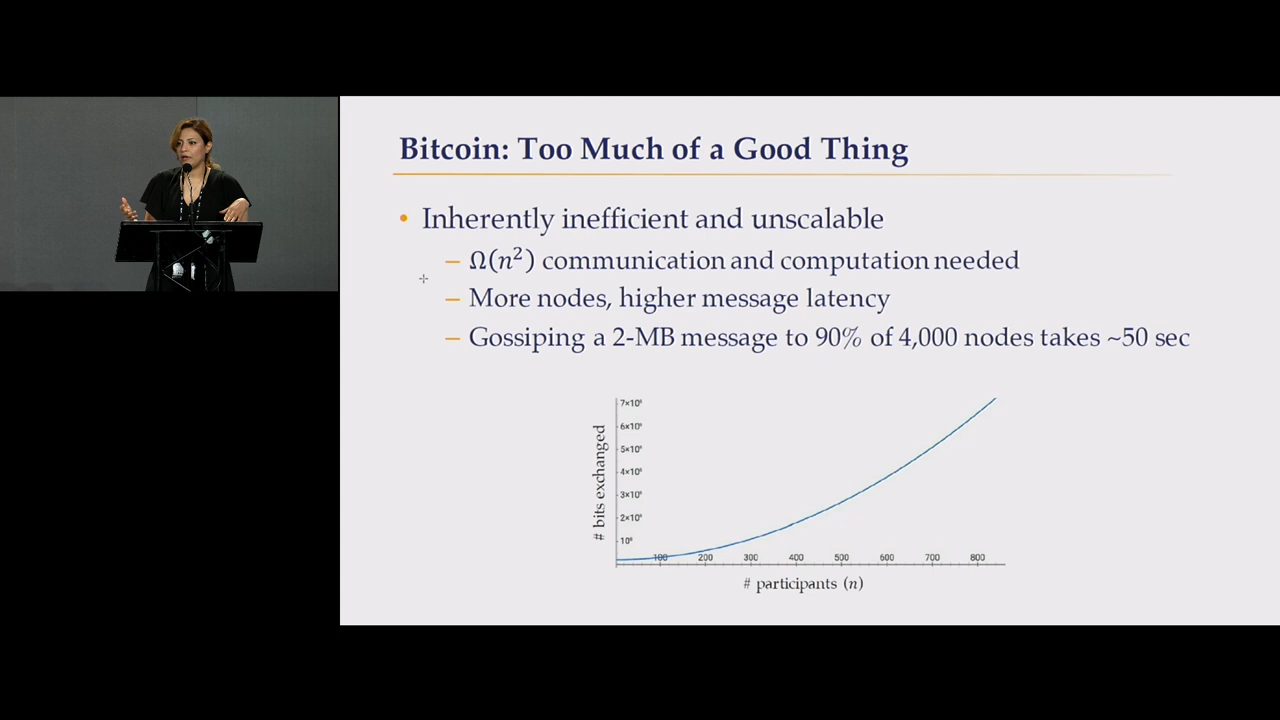 Bitcoin: Too Much of a Good Thing
• Inherently inefficient and unscalable
– Ω(n²) communication and computation needed
– More nodes, higher message latency
– Gossiping a 2-MB message to 90% of 4,000 nodes takes ~50 sec
# bits exchanged
100 200 300 400 500 600 700 800
# participants (n)